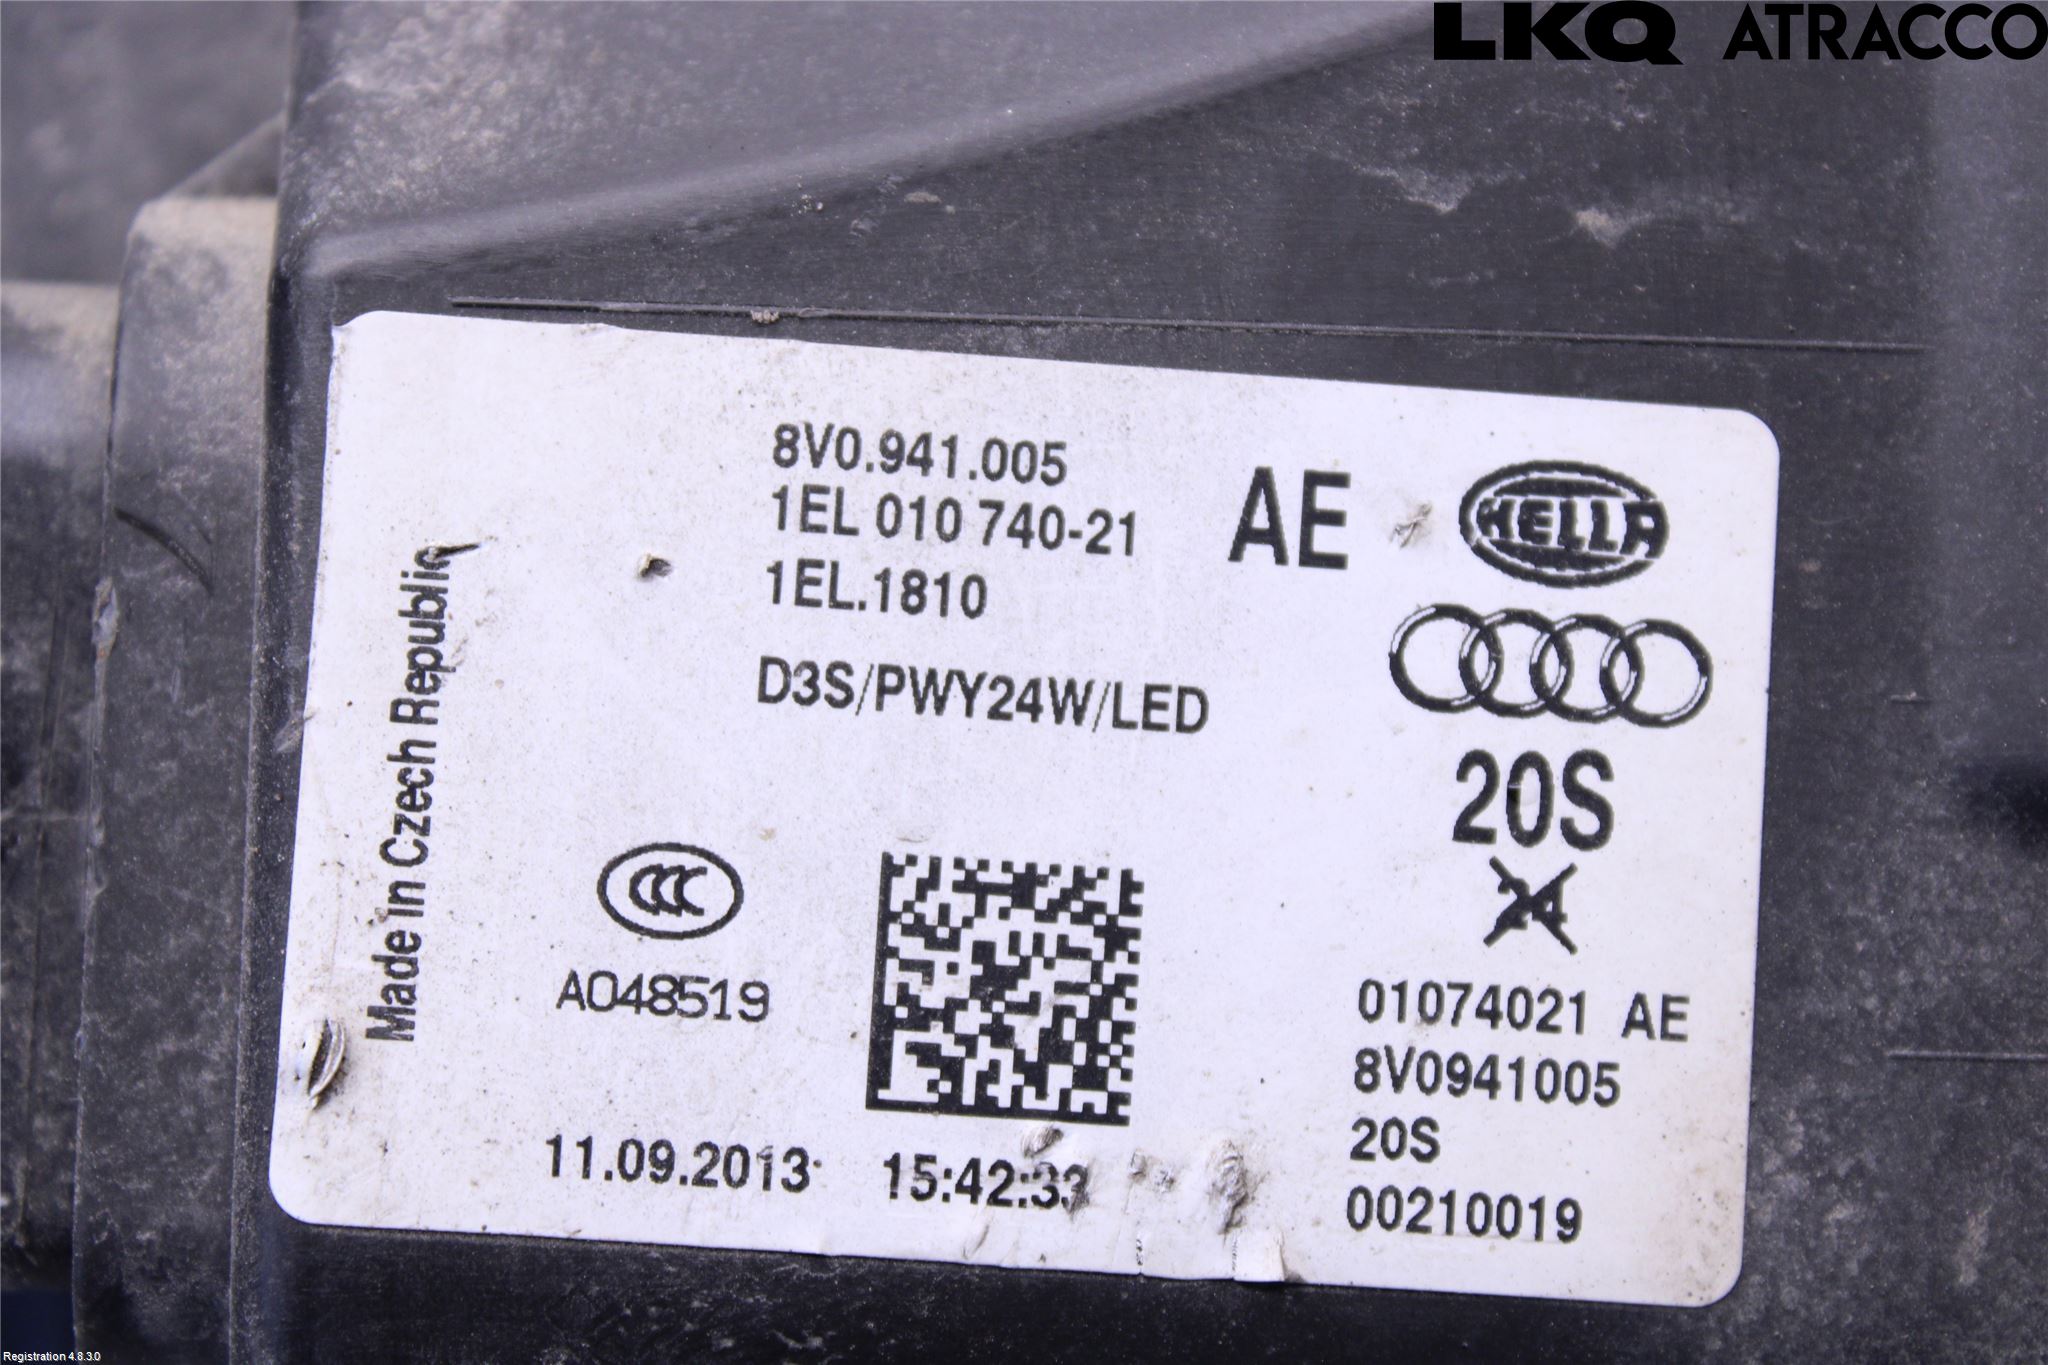 LKQ ATRACCO
8V0.941.005
1EL 010 740-21
1EL.1810
AE
HELLA
D3S/PWY24W/LED
20S
Made in Czech Republic
CCC
A048519
01074021 AE
8V0941005
20S
00210019
11.09.2013 15:42:33
Registration 4.8.3.0